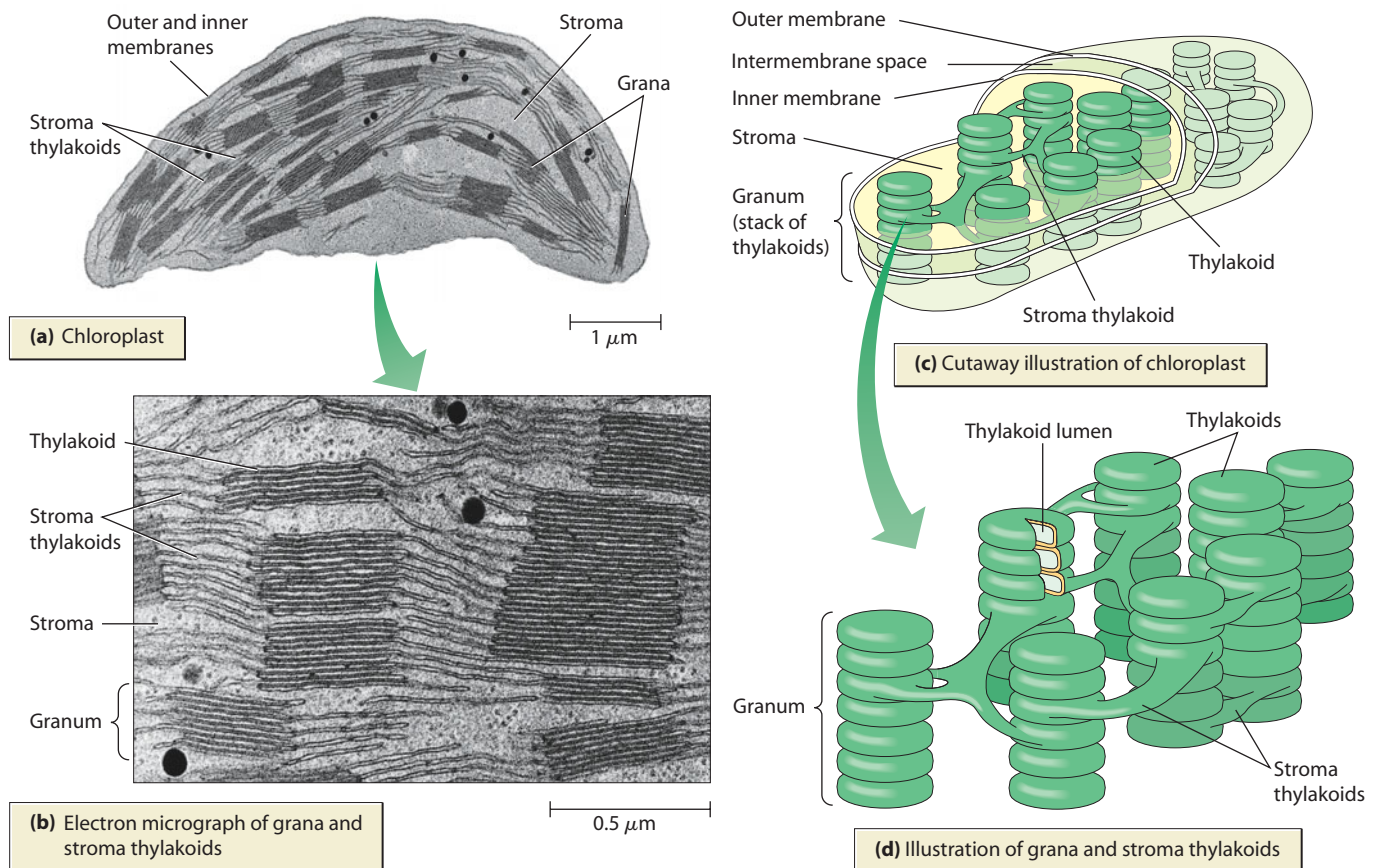 Outer and inner
membranes
Stroma
Grana
Stroma
thylakoids
1 μm
(a) Chloroplast
Thylakoid
Stroma
thylakoids
Stroma
Granum
0.5 μm
(b) Electron micrograph of grana and
stroma thylakoids
Outer membrane
Intermembrane space
Inner membrane
Stroma
Granum
(stack of
thylakoids)
Thylakoid
Stroma thylakoid
(c) Cutaway illustration of chloroplast
Thylakoid lumen
Thylakoids
Granum
Stroma
thylakoids
(d) Illustration of grana and stroma thylakoids